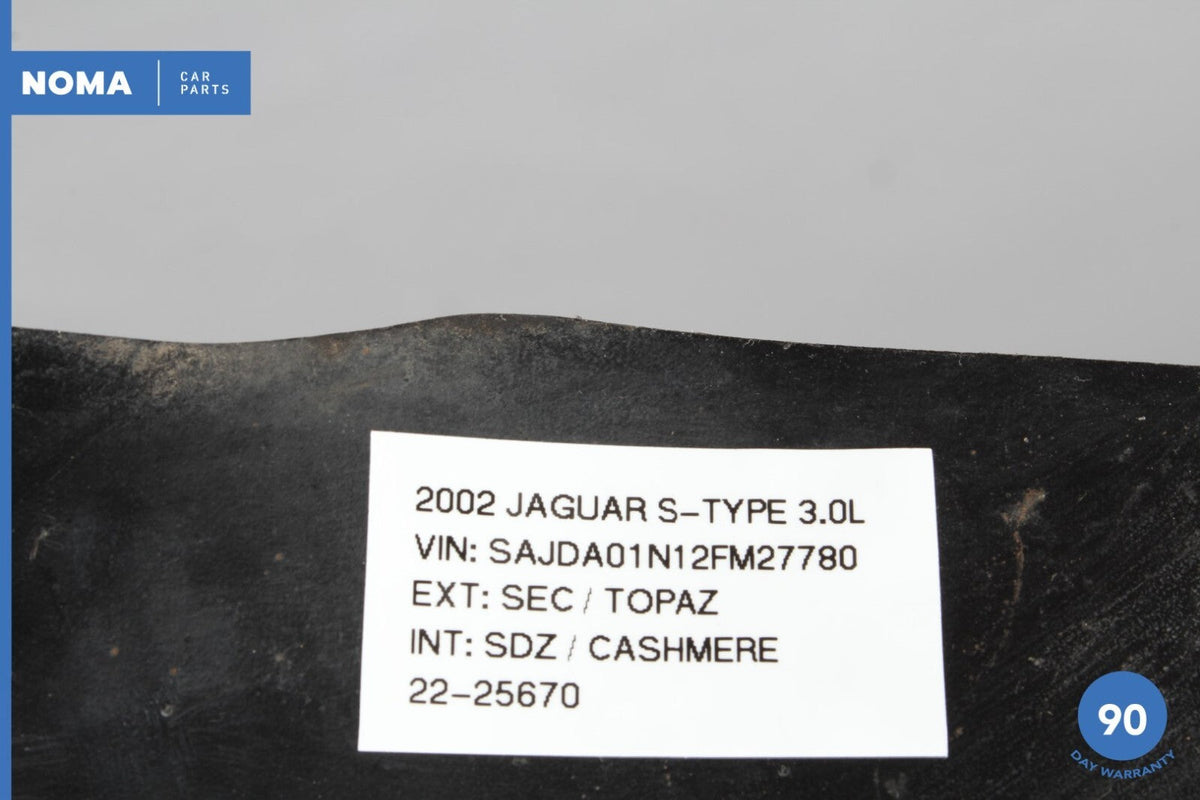 NOMA
CAR
PARTS
2002 JAGUAR S-TYPE 3.0L
VIN: SAJDA01N12FM27780
EXT: SEC / TOPAZ
INT: SDZ / CASHMERE
22-25670
90
DAY WARRANTY